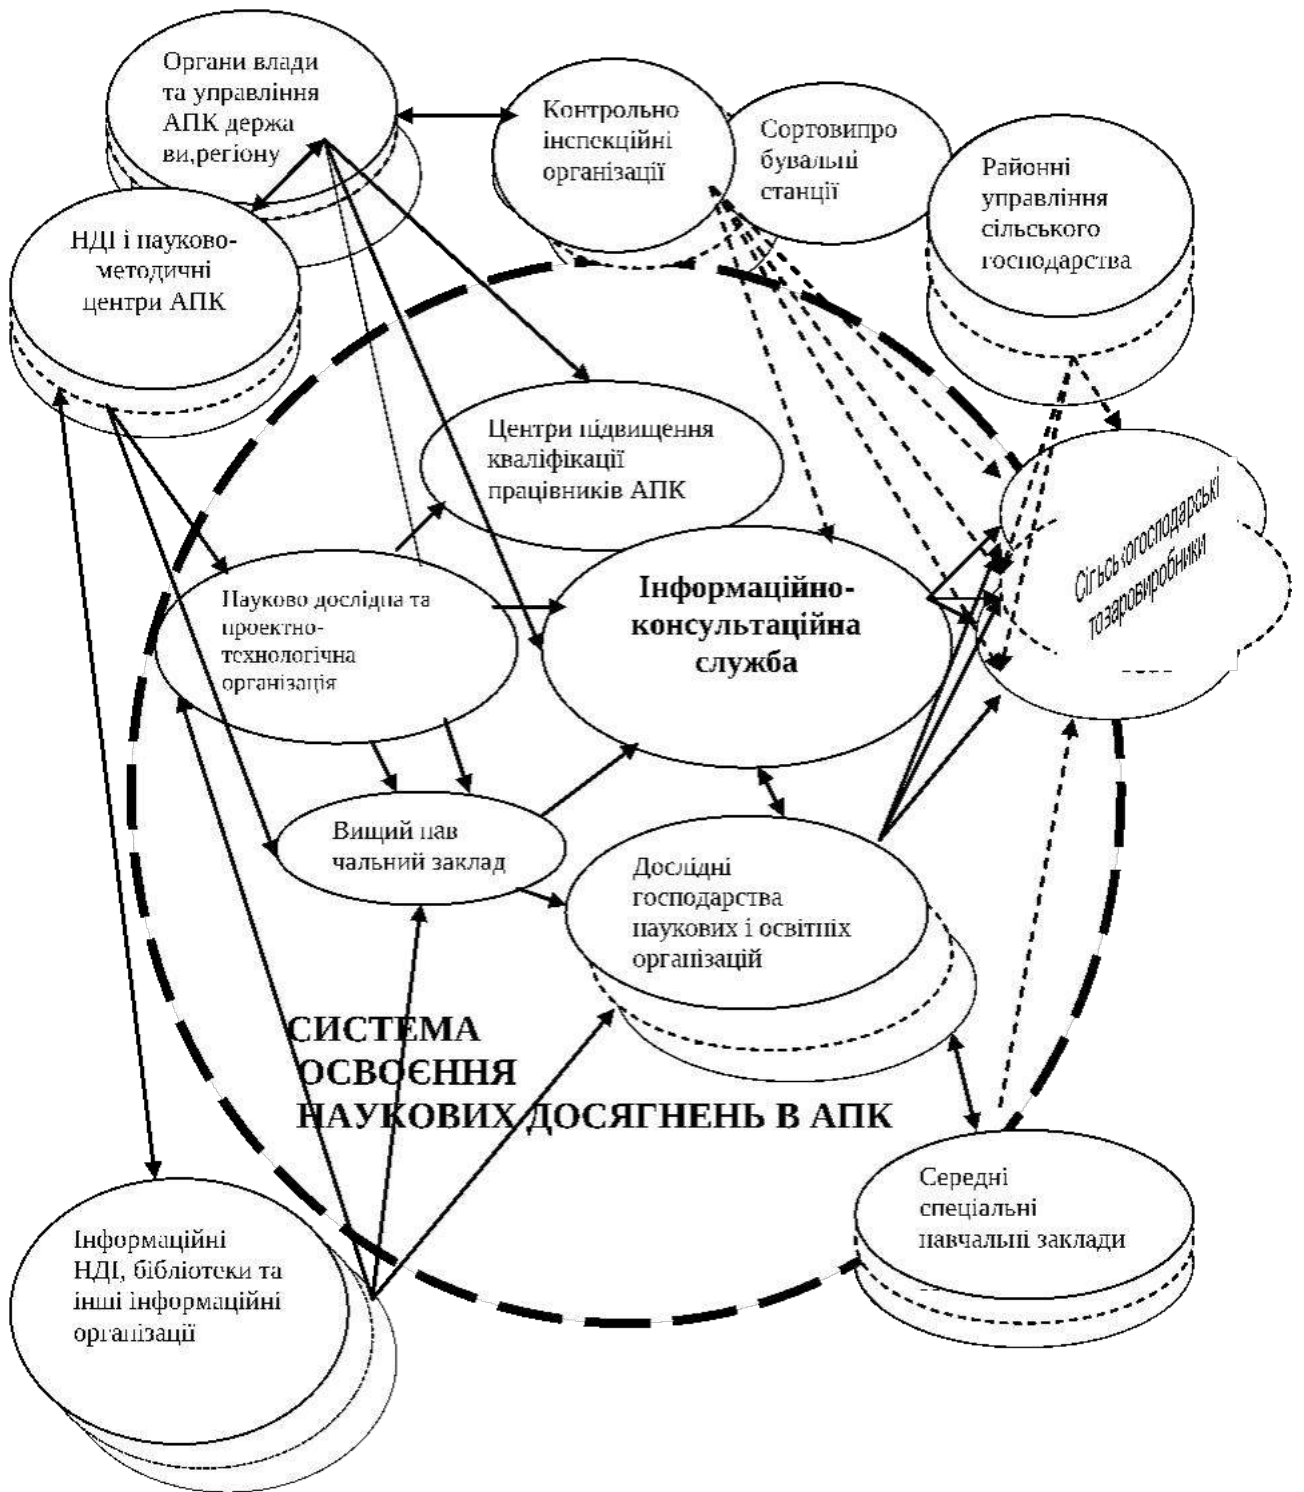 Органи влади
та управління
АПК держа
ви,регіону
Контрольно
інспекційні
організації
Сортовипро
бувальні
станції
Районні
управління
сільського
господарства
НДІ і науково-
методичні
центри АПК
Центри підвищення
кваліфікації
працівників АПК
Сільськогосподарські
товаровиробники
Науково дослідна та
проектно-
технологічна
організація
Інформаційно-
консультаційна
служба
Вищий нав
чальний заклад
Дослідні
господарства
наукових і освітніх
організацій
СИСТЕМА
ОСВОЄННЯ
НАУКОВИХ ДОСЯГНЕНЬ В АПК
Середні
спеціальні
навчальні заклади
Інформаційні
НДІ, бібліотеки та
інші інформаційні
організації